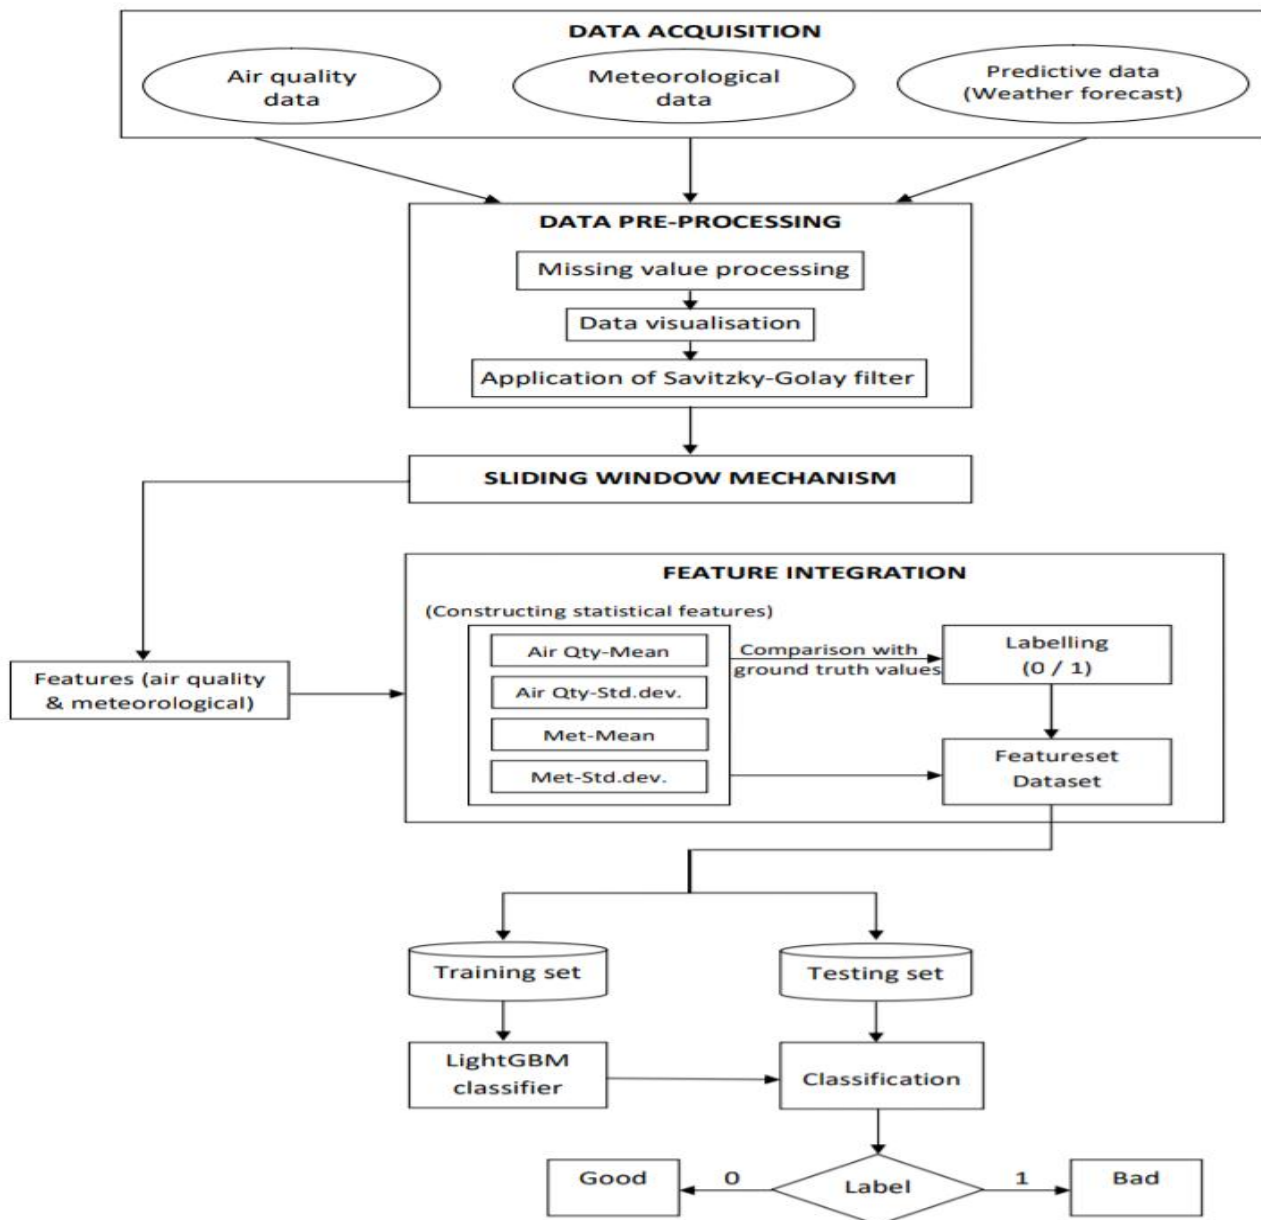 DATA ACQUISITION
Air quality
data
Meteorological
data
Predictive data
(Weather forecast)
DATA PRE-PROCESSING
Missing value processing
Data visualisation
Application of Savitzky-Golay filter
SLIDING WINDOW MECHANISM
Features (air quality
& meteorological)
FEATURE INTEGRATION
(Constructing statistical features)
Air Qty-Mean
Air Qty-Std.dev.
Met-Mean
Met-Std.dev.
Comparison with
ground truth values
Labelling
(0 / 1)
Featureset
Dataset
Training set
Testing set
LightGBM
classifier
Classification
Good
0
Label
1
Bad